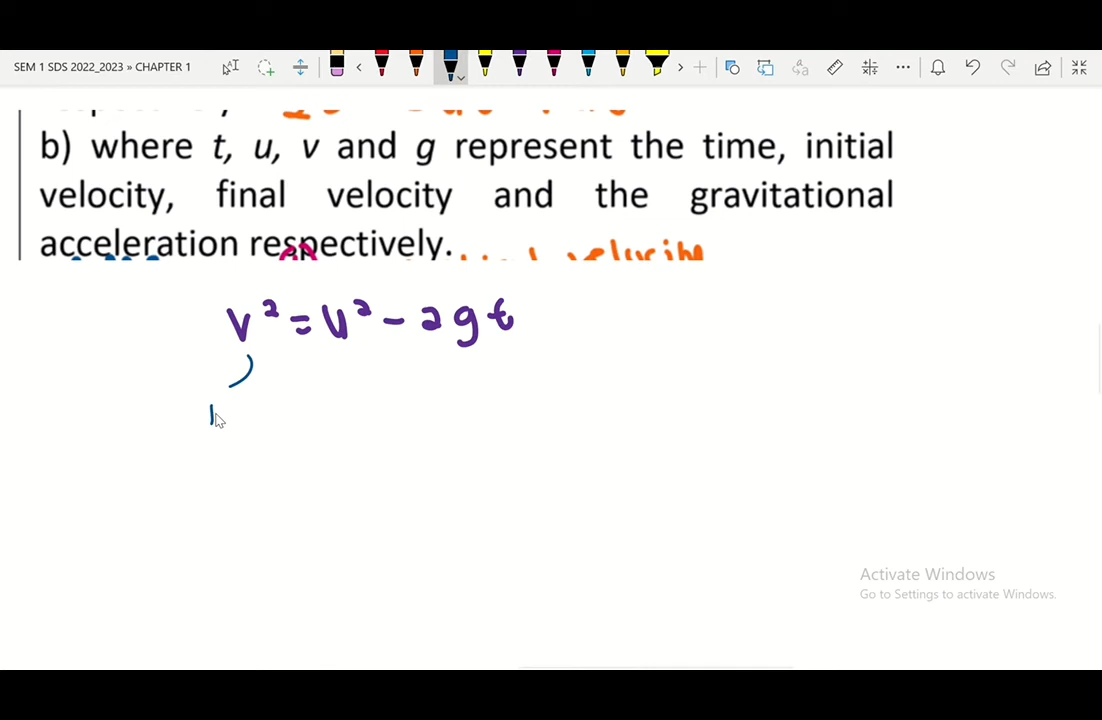 SEM 1 SDS 2022_2023 » CHAPTER 1
b) where t, u, v and g represent the time, initial
velocity, final velocity and the gravitational
acceleration respectively.
velocity
v² = u² - 2gt
Activate Windows
Go to Settings to activate Windows.